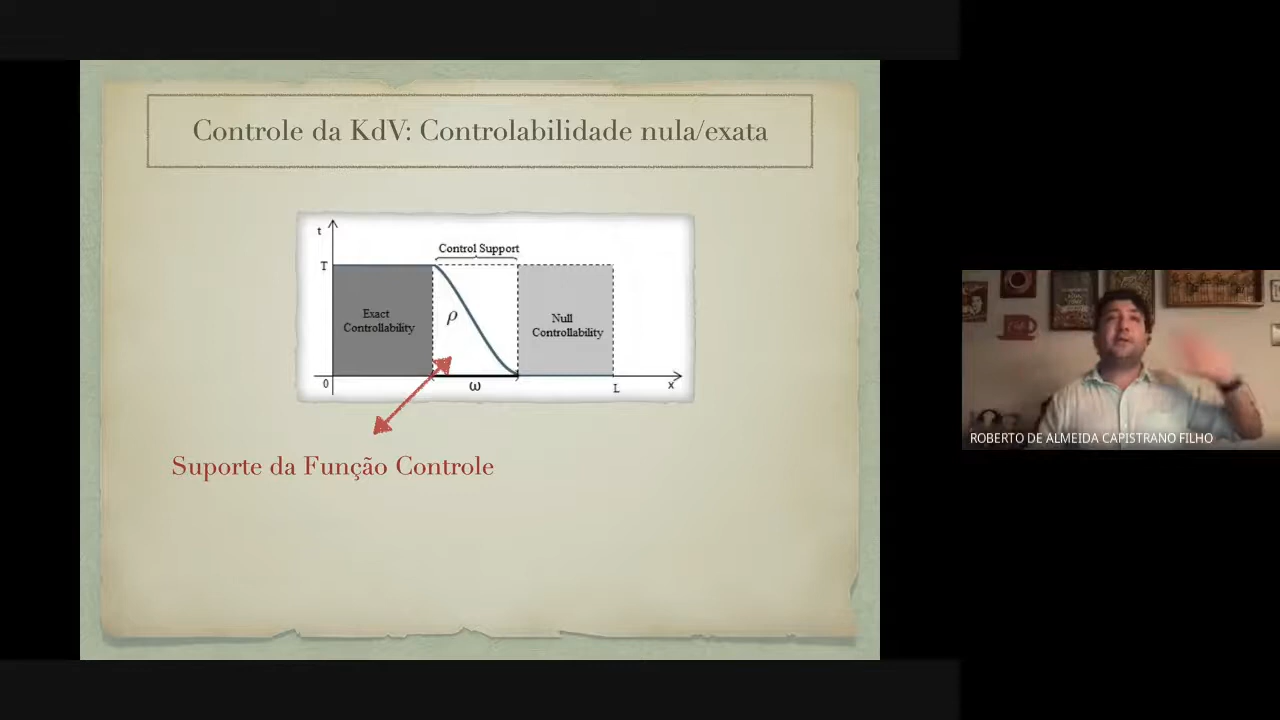 Controle da KdV: Controlabilidade nula/exata
t
Control Support
T
Exact
Controllability
ρ
Null
Controllability
0
ω
L
x
Suporte da Função Controle
ROBERTO DE ALMEIDA CAPISTRANO FILHO